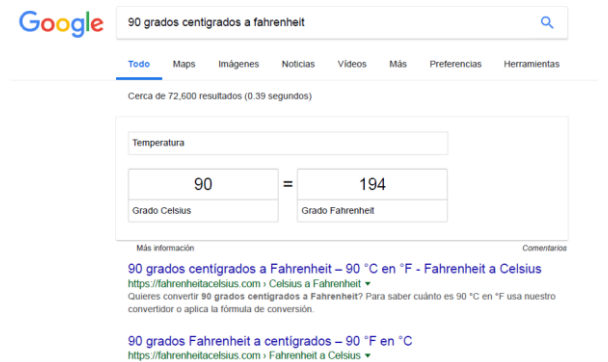 Google
90 grados centigrados a fahrenheit
Todo Maps Imágenes Noticias Vídeos Más Preferencias Herramientas
Cerca de 72,600 resultados (0.39 segundos)
Temperatura
90 = 194
Grado Celsius Grado Fahrenheit
Más información Comentarios
90 grados centígrados a Fahrenheit – 90 °C en °F - Fahrenheit a Celsius
https://fahrenheitacelsius.com › Celsius a Fahrenheit
Quieres convertir 90 grados centigrados a Fahrenheit? Para saber cuánto es 90 °C en °F usa nuestro
convertidor o aplica la fórmula de conversión.
90 grados Fahrenheit a centígrados – 90 °F en °C
https://fahrenheitacelsius.com › Fahrenheit a Celsius